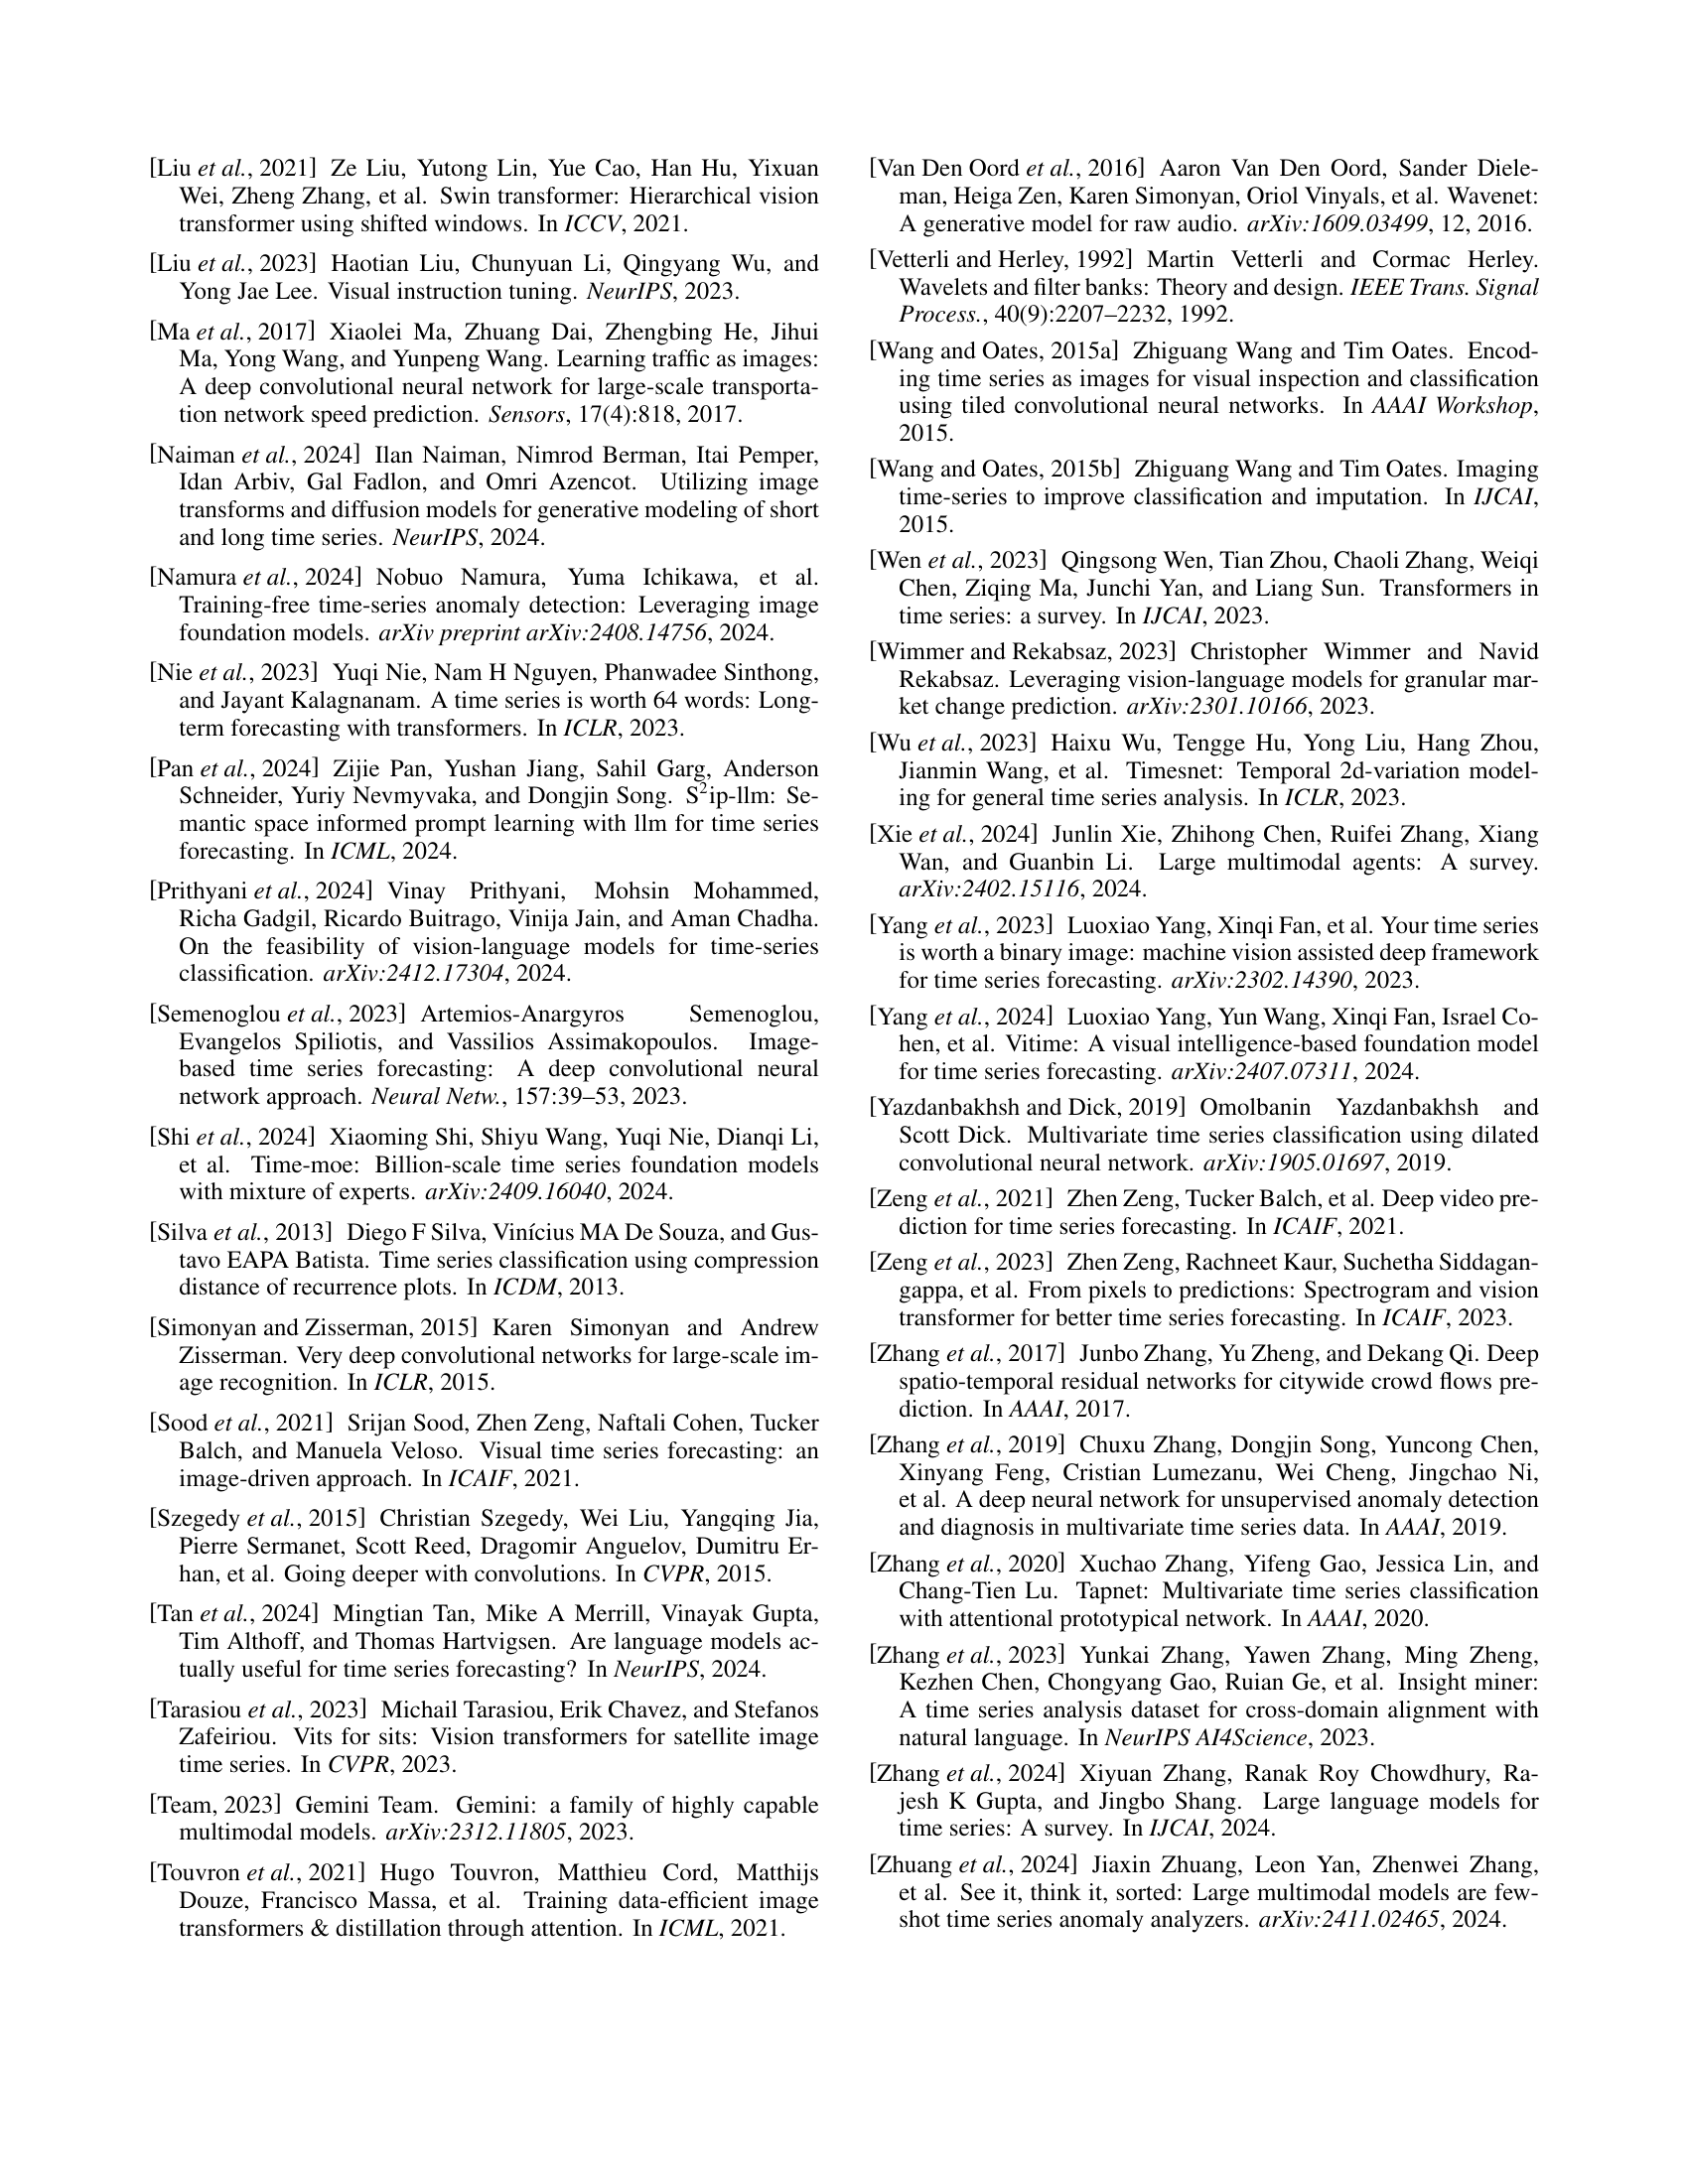 [Liu et al., 2021] Ze Liu, Yutong Lin, Yue Cao, Han Hu, Yixuan
Wei, Zheng Zhang, et al. Swin transformer: Hierarchical vision
transformer using shifted windows. In ICCV, 2021.
[Liu et al., 2023] Haotian Liu, Chunyuan Li, Qingyang Wu, and
Yong Jae Lee. Visual instruction tuning. NeurIPS, 2023.
[Ma et al., 2017] Xiaolei Ma, Zhuang Dai, Zhengbing He, Jihui
Ma, Yong Wang, and Yunpeng Wang. Learning traffic as images:
A deep convolutional neural network for large-scale transporta-
tion network speed prediction. Sensors, 17(4):818, 2017.
[Naiman et al., 2024] Ilan Naiman, Nimrod Berman, Itai Pemper,
Idan Arbiv, Gal Fadlon, and Omri Azencot. Utilizing image
transforms and diffusion models for generative modeling of short
and long time series. NeurIPS, 2024.
[Namura et al., 2024] Nobuo Namura, Yuma Ichikawa, et al.
Training-free time-series anomaly detection: Leveraging image
foundation models. arXiv preprint arXiv:2408.14756, 2024.
[Nie et al., 2023] Yuqi Nie, Nam H Nguyen, Phanwadee Sinthong,
and Jayant Kalagnanam. A time series is worth 64 words: Long-
term forecasting with transformers. In ICLR, 2023.
[Pan et al., 2024] Zijie Pan, Yushan Jiang, Sahil Garg, Anderson
Schneider, Yuriy Nevmyvaka, and Dongjin Song. S²ip-llm: Se-
mantic space informed prompt learning with llm for time series
forecasting. In ICML, 2024.
[Prithyani et al., 2024] Vinay Prithyani, Mohsin Mohammed,
Richa Gadgil, Ricardo Buitrago, Vinija Jain, and Aman Chadha.
On the feasibility of vision-language models for time-series
classification. arXiv:2412.17304, 2024.
[Semenoglou et al., 2023] Artemios-Anargyros Semenoglou,
Evangelos Spiliotis, and Vassilios Assimakopoulos. Image-
based time series forecasting: A deep convolutional neural
network approach. Neural Netw., 157:39–53, 2023.
[Shi et al., 2024] Xiaoming Shi, Shiyu Wang, Yuqi Nie, Dianqi Li,
et al. Time-moe: Billion-scale time series foundation models
with mixture of experts. arXiv:2409.16040, 2024.
[Silva et al., 2013] Diego F Silva, Vinícius MA De Souza, and Gus-
tavo EAPA Batista. Time series classification using compression
distance of recurrence plots. In ICDM, 2013.
[Simonyan and Zisserman, 2015] Karen Simonyan and Andrew
Zisserman. Very deep convolutional networks for large-scale im-
age recognition. In ICLR, 2015.
[Sood et al., 2021] Srijan Sood, Zhen Zeng, Naftali Cohen, Tucker
Balch, and Manuela Veloso. Visual time series forecasting: an
image-driven approach. In ICAIF, 2021.
[Szegedy et al., 2015] Christian Szegedy, Wei Liu, Yangqing Jia,
Pierre Sermanet, Scott Reed, Dragomir Anguelov, Dumitru Er-
han, et al. Going deeper with convolutions. In CVPR, 2015.
[Tan et al., 2024] Mingtian Tan, Mike A Merrill, Vinayak Gupta,
Tim Althoff, and Thomas Hartvigsen. Are language models ac-
tually useful for time series forecasting? In NeurIPS, 2024.
[Tarasiou et al., 2023] Michail Tarasiou, Erik Chavez, and Stefanos
Zafeiriou. Vits for sits: Vision transformers for satellite image
time series. In CVPR, 2023.
[Team, 2023] Gemini Team. Gemini: a family of highly capable
multimodal models. arXiv:2312.11805, 2023.
[Touvron et al., 2021] Hugo Touvron, Matthieu Cord, Matthijs
Douze, Francisco Massa, et al. Training data-efficient image
transformers & distillation through attention. In ICML, 2021.
[Van Den Oord et al., 2016] Aaron Van Den Oord, Sander Diele-
man, Heiga Zen, Karen Simonyan, Oriol Vinyals, et al. Wavenet:
A generative model for raw audio. arXiv:1609.03499, 12, 2016.
[Vetterli and Herley, 1992] Martin Vetterli and Cormac Herley.
Wavelets and filter banks: Theory and design. IEEE Trans. Signal
Process., 40(9):2207–2232, 1992.
[Wang and Oates, 2015a] Zhiguang Wang and Tim Oates. Encod-
ing time series as images for visual inspection and classification
using tiled convolutional neural networks. In AAAI Workshop,
2015.
[Wang and Oates, 2015b] Zhiguang Wang and Tim Oates. Imaging
time-series to improve classification and imputation. In IJCAI,
2015.
[Wen et al., 2023] Qingsong Wen, Tian Zhou, Chaoli Zhang, Weiqi
Chen, Ziqing Ma, Junchi Yan, and Liang Sun. Transformers in
time series: a survey. In IJCAI, 2023.
[Wimmer and Rekabsaz, 2023] Christopher Wimmer and Navid
Rekabsaz. Leveraging vision-language models for granular mar-
ket change prediction. arXiv:2301.10166, 2023.
[Wu et al., 2023] Haixu Wu, Tengge Hu, Yong Liu, Hang Zhou,
Jianmin Wang, et al. Timesnet: Temporal 2d-variation model-
ing for general time series analysis. In ICLR, 2023.
[Xie et al., 2024] Junlin Xie, Zhihong Chen, Ruifei Zhang, Xiang
Wan, and Guanbin Li. Large multimodal agents: A survey.
arXiv:2402.15116, 2024.
[Yang et al., 2023] Luoxiao Yang, Xinqi Fan, et al. Your time series
is worth a binary image: machine vision assisted deep framework
for time series forecasting. arXiv:2302.14390, 2023.
[Yang et al., 2024] Luoxiao Yang, Yun Wang, Xinqi Fan, Israel Co-
hen, et al. Vitime: A visual intelligence-based foundation model
for time series forecasting. arXiv:2407.07311, 2024.
[Yazdanbakhsh and Dick, 2019] Omolbanin Yazdanbakhsh and
Scott Dick. Multivariate time series classification using dilated
convolutional neural network. arXiv:1905.01697, 2019.
[Zeng et al., 2021] Zhen Zeng, Tucker Balch, et al. Deep video pre-
diction for time series forecasting. In ICAIF, 2021.
[Zeng et al., 2023] Zhen Zeng, Rachneet Kaur, Suchetha Siddagan-
gappa, et al. From pixels to predictions: Spectrogram and vision
transformer for better time series forecasting. In ICAIF, 2023.
[Zhang et al., 2017] Junbo Zhang, Yu Zheng, and Dekang Qi. Deep
spatio-temporal residual networks for citywide crowd flows pre-
diction. In AAAI, 2017.
[Zhang et al., 2019] Chuxu Zhang, Dongjin Song, Yuncong Chen,
Xinyang Feng, Cristian Lumezanu, Wei Cheng, Jingchao Ni,
et al. A deep neural network for unsupervised anomaly detection
and diagnosis in multivariate time series data. In AAAI, 2019.
[Zhang et al., 2020] Xuchao Zhang, Yifeng Gao, Jessica Lin, and
Chang-Tien Lu. Tapnet: Multivariate time series classification
with attentional prototypical network. In AAAI, 2020.
[Zhang et al., 2023] Yunkai Zhang, Yawen Zhang, Ming Zheng,
Kezhen Chen, Chongyang Gao, Ruian Ge, et al. Insight miner:
A time series analysis dataset for cross-domain alignment with
natural language. In NeurIPS AI4Science, 2023.
[Zhang et al., 2024] Xiyuan Zhang, Ranak Roy Chowdhury, Ra-
jesh K Gupta, and Jingbo Shang. Large language models for
time series: A survey. In IJCAI, 2024.
[Zhuang et al., 2024] Jiaxin Zhuang, Leon Yan, Zhenwei Zhang,
et al. See it, think it, sorted: Large multimodal models are few-
shot time series anomaly analyzers. arXiv:2411.02465, 2024.